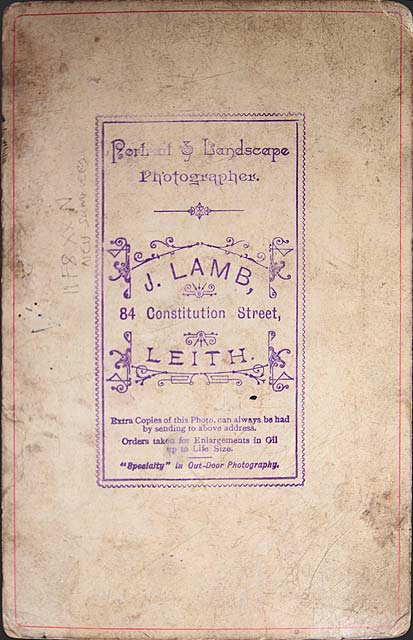 Portrait & Landscape
Photographer.
J. LAMB,
84 Constitution Street,
LEITH.
Extra Copies of this Photo, can always be had
by sending to above address.
Orders taken for Enlargements in Oil
up to Life Size.
"Specialty" in Out-Door Photography.